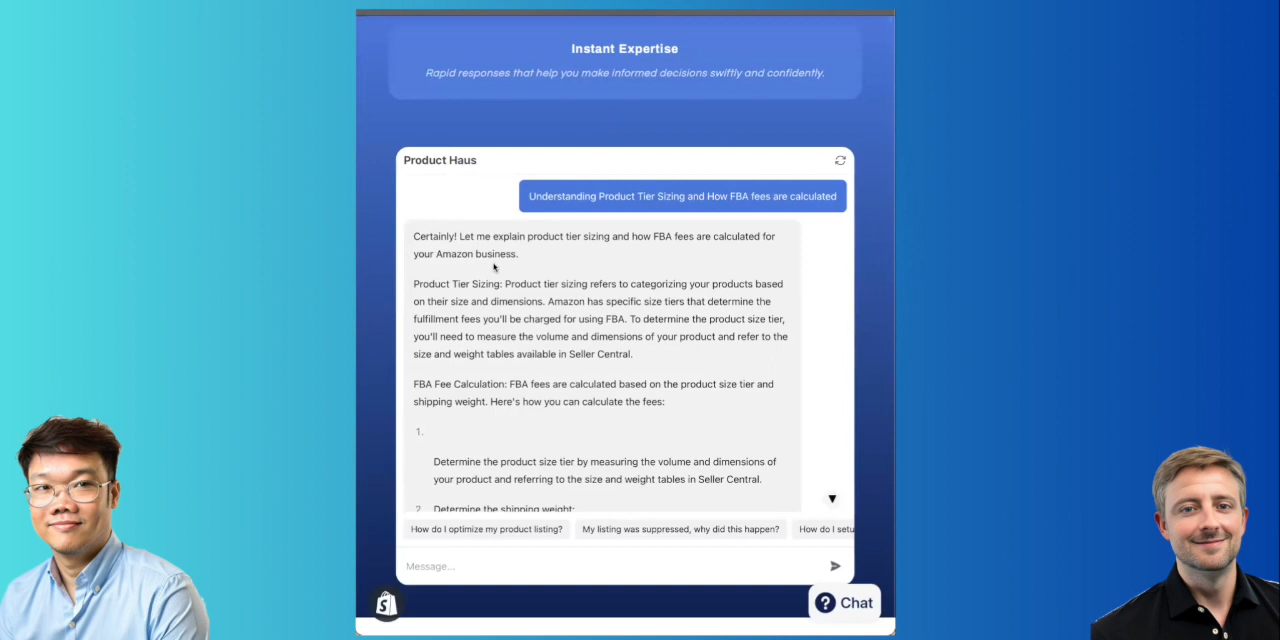 Instant Expertise
Rapid responses that help you make informed decisions swiftly and confidently.
Product Haus
Understanding Product Tier Sizing and How FBA fees are calculated
Certainly! Let me explain product tier sizing and how FBA fees are calculated for
your Amazon business.
Product Tier Sizing: Product tier sizing refers to categorizing your products based
on their size and dimensions. Amazon has specific size tiers that determine the
fulfillment fees you'll be charged for using FBA. To determine the product size tier,
you'll need to measure the volume and dimensions of your product and refer to the
size and weight tables available in Seller Central.
FBA Fee Calculation: FBA fees are calculated based on the product size tier and
shipping weight. Here's how you can calculate the fees:
1.
Determine the product size tier by measuring the volume and dimensions of
your product and referring to the size and weight tables in Seller Central.
2. Determine the shipping weight:
How do I optimize my product listing? My listing was suppressed, why did this happen? How do I setu
Message...
S
? Chat